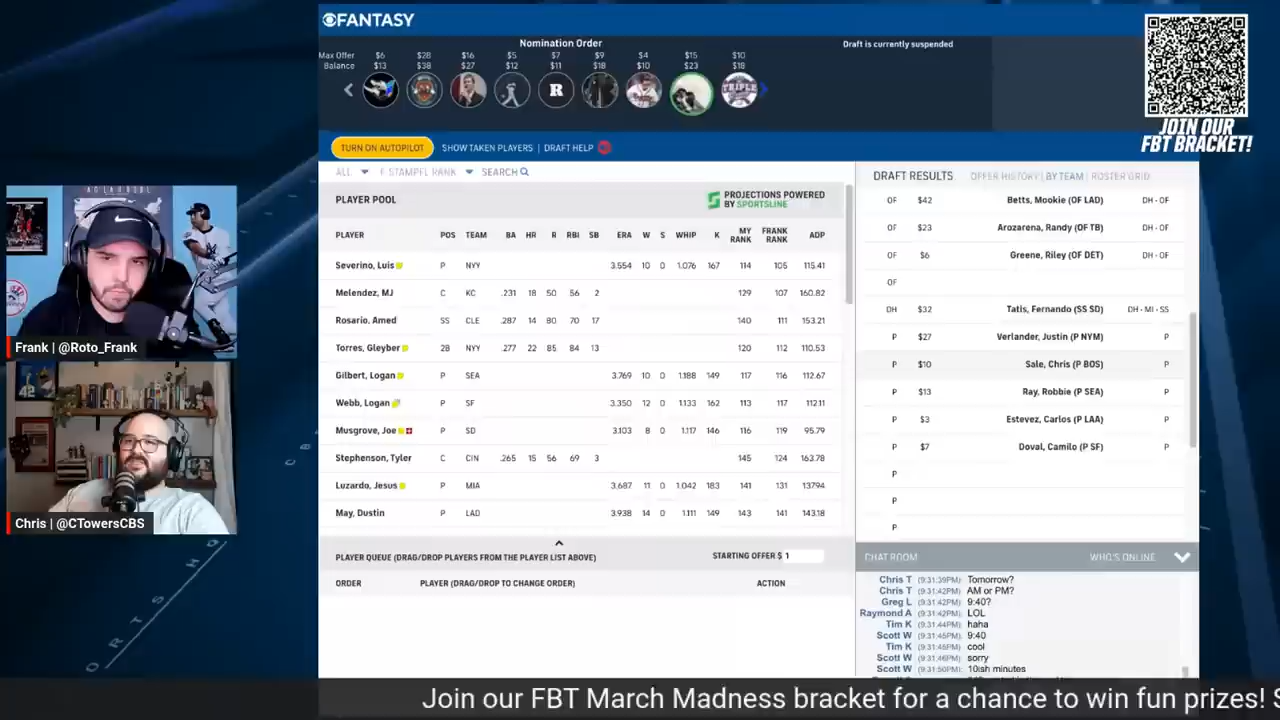 FANTASY
Nomination Order
Draft is currently suspended
Max Offer $6 $28 $16 $5 $7 $9 $4 $15 $10
Balance $13 $38 $27 $12 $11 $18 $10 $23 $18
R
TRIPLE
JOIN OUR
FBT BRACKET!
TURN ON AUTOPILOT SHOW TAKEN PLAYERS | DRAFT HELP
ALL F STAMPFL RANK SEARCH
PLAYER POOL
PROJECTIONS POWERED
BY SPORTSLINE
PLAYER POS TEAM BA HR R RBI SB ERA W S WHIP K MY RANK FRANK RANK ADP
Severino, Luis P NYY 3.554 10 0 1.076 167 114 105 115.41
Melendez, MJ C KC .231 18 50 56 2 129 107 160.82
Rosario, Amed SS CLE .287 14 80 70 17 140 111 153.21
Torres, Gleyber 2B NYY .277 22 85 84 13 120 112 110.53
Gilbert, Logan P SEA 3.769 10 0 1.188 149 117 116 112.67
Webb, Logan P SF 3.350 12 0 1.133 162 113 117 112.11
Musgrove, Joe P SD 3.103 8 0 1.117 146 116 119 95.79
Stephenson, Tyler C CIN .265 15 56 69 3 145 124 163.78
Luzardo, Jesus P MIA 3.687 11 0 1.042 183 141 131 137.94
May, Dustin P LAD 3.938 14 0 1.111 149 143 141 143.18
PLAYER QUEUE (DRAG/DROP PLAYERS FROM THE PLAYER LIST ABOVE) STARTING OFFER $ 1
ORDER PLAYER (DRAG/DROP TO CHANGE ORDER) ACTION
DRAFT RESULTS OFFER HISTORY | BY TEAM | ROSTER GRID
OF $42 Betts, Mookie (OF LAD) DH - OF
OF $23 Arozarena, Randy (OF TB) DH - OF
OF $6 Greene, Riley (OF DET) DH - OF
OF
DH $32 Tatis, Fernando (SS SD) DH - MI - SS
P $27 Verlander, Justin (P NYM) P
P $10 Sale, Chris (P BOS) P
P $13 Ray, Robbie (P SEA) P
P $3 Estevez, Carlos (P LAA) P
P $7 Doval, Camilo (P SF) P
P
P
P
CHAT ROOM WHO'S ONLINE
Chris T (9:31:39PM): Tomorrow?
Chris T (9:31:42PM): AM or PM?
Greg L (9:31:42PM): 9:40?
Raymond A (9:31:42PM): LOL
Tim K (9:31:44PM): haha
Scott W (9:31:45PM): 9:40
Tim K (9:31:46PM): cool
Scott W (9:31:46PM): sorry
Scott W (9:31:50PM): 10ish minutes
Frank | @Roto_Frank
Chris | @CTowersCBS
Join our FBT March Madness bracket for a chance to win fun prizes! S